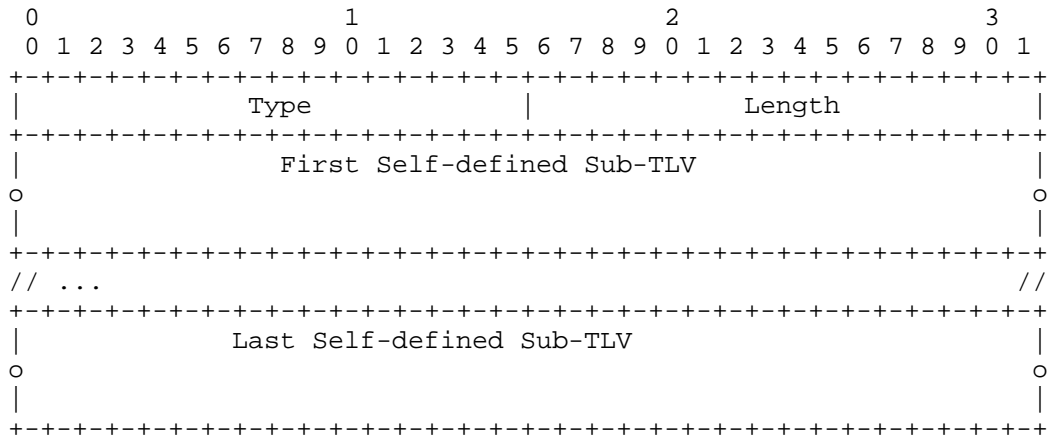 0                   1                   2                   3
 0 1 2 3 4 5 6 7 8 9 0 1 2 3 4 5 6 7 8 9 0 1 2 3 4 5 6 7 8 9 0 1
+-+-+-+-+-+-+-+-+-+-+-+-+-+-+-+-+-+-+-+-+-+-+-+-+-+-+-+-+-+-+-+-+
|              Type             |             Length            |
+-+-+-+-+-+-+-+-+-+-+-+-+-+-+-+-+-+-+-+-+-+-+-+-+-+-+-+-+-+-+-+-+
|                First Self-defined Sub-TLV                     |
o                                                               o
|                                                               |
+-+-+-+-+-+-+-+-+-+-+-+-+-+-+-+-+-+-+-+-+-+-+-+-+-+-+-+-+-+-+-+-+
// ...                                                         //
+-+-+-+-+-+-+-+-+-+-+-+-+-+-+-+-+-+-+-+-+-+-+-+-+-+-+-+-+-+-+-+-+
|             Last Self-defined Sub-TLV                         |
o                                                               o
|                                                               |
+-+-+-+-+-+-+-+-+-+-+-+-+-+-+-+-+-+-+-+-+-+-+-+-+-+-+-+-+-+-+-+-+